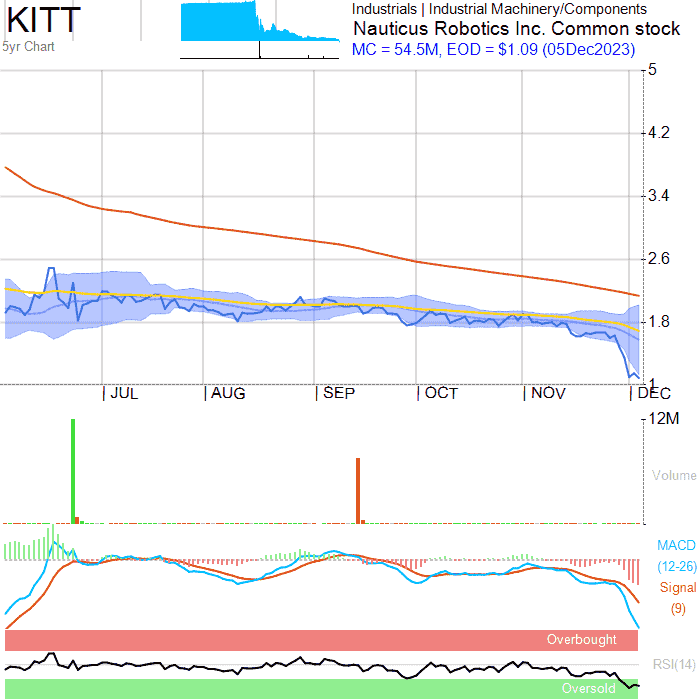 KITT
5yr Chart
Industrials | Industrial Machinery/Components
Nauticus Robotics Inc. Common stock
MC = 54.5M, EOD = $1.09 (05Dec2023)
5
4.2
3.4
2.6
1.8
1
JUL
AUG
SEP
OCT
NOV
DEC
12M
Volume
MACD
(12-26)
Signal
(9)
Overbought
RSI(14)
Oversold